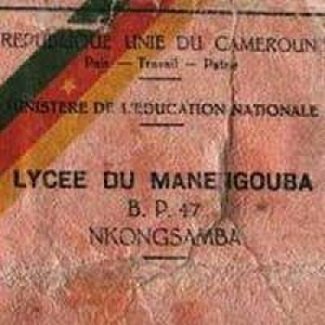 REPUBLIQUE UNIE DU CAMEROUN
Paix — Travail — Patrie
MINISTERE DE L'EDUCATION NATIONALE
LYCEE DU MANENGOUBA
B. P. 47
NKONGSAMBA